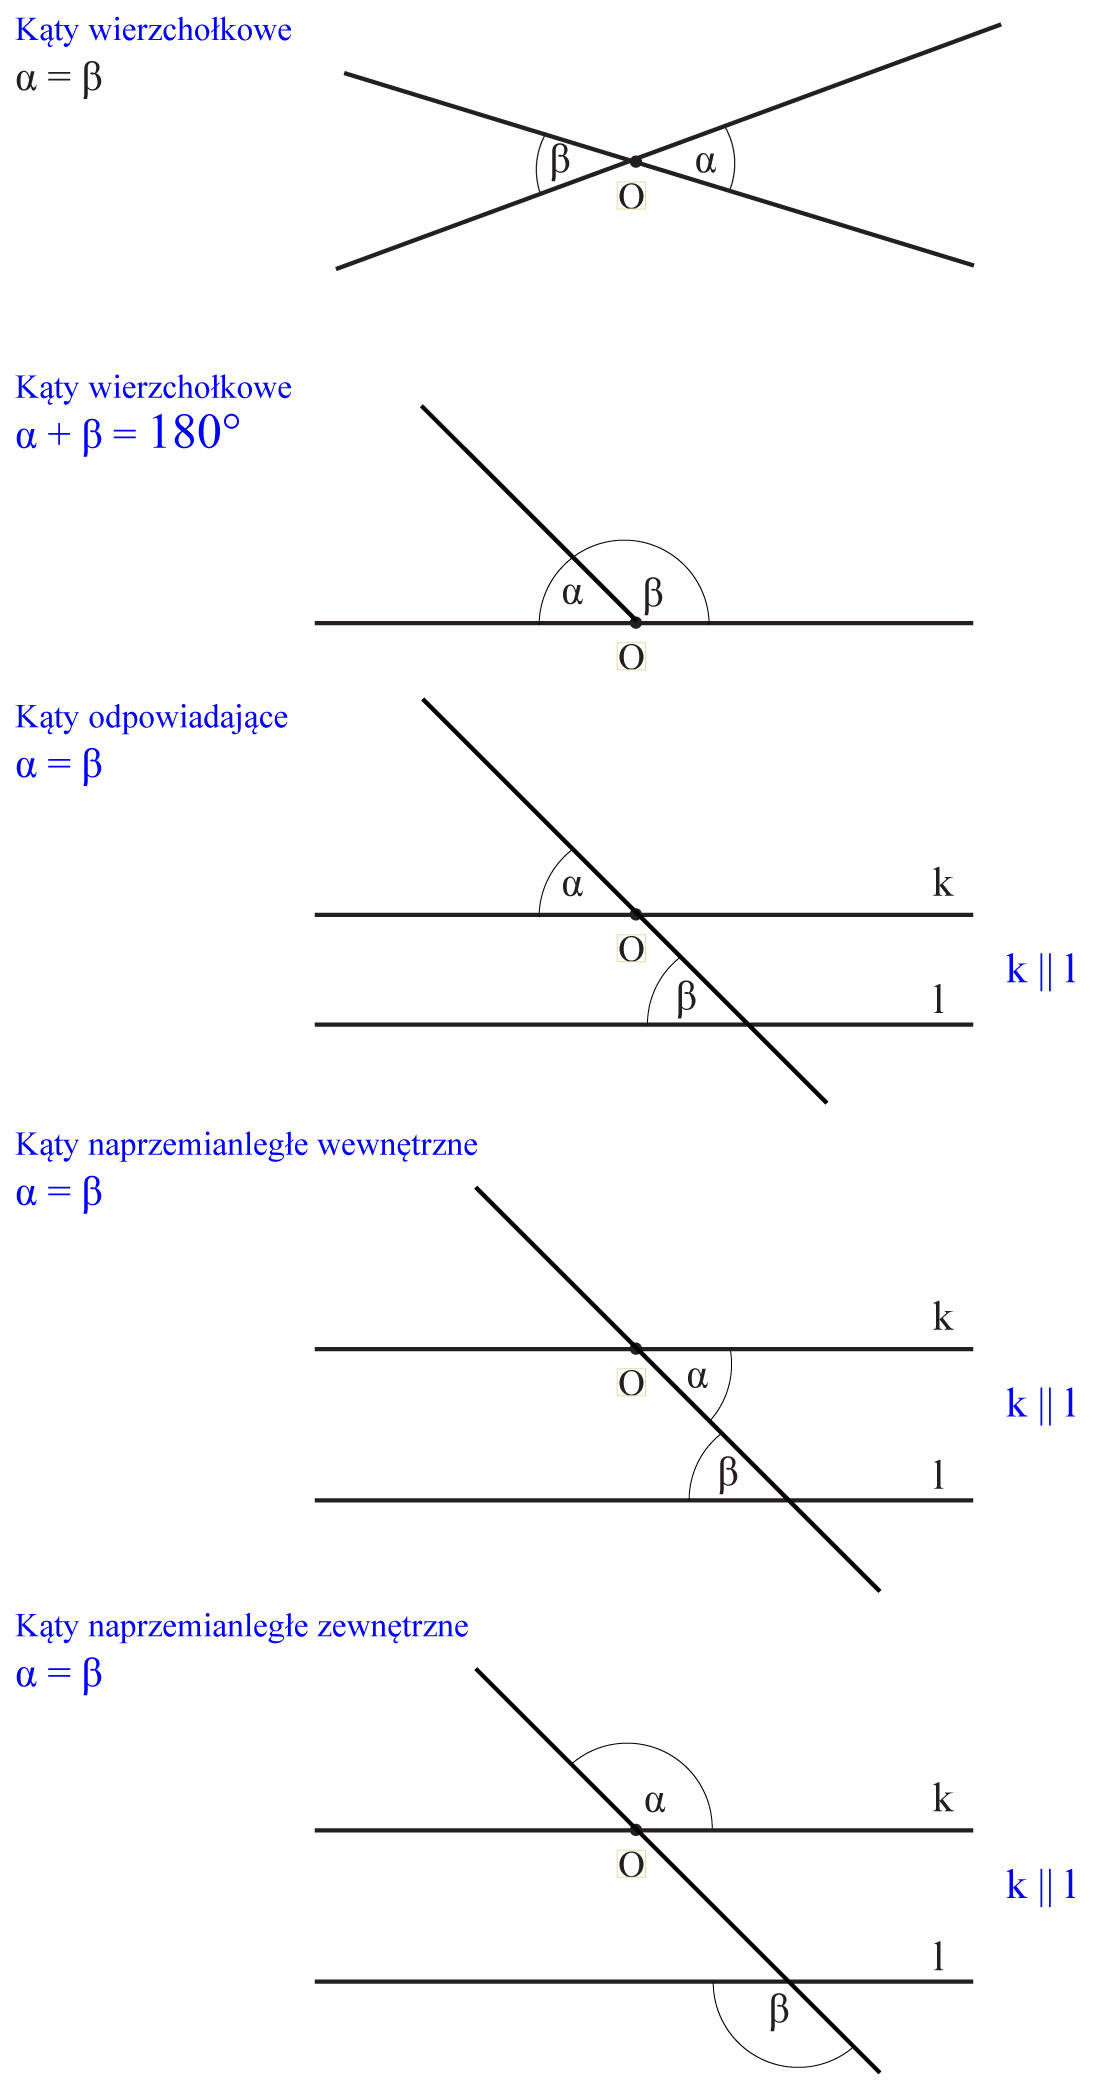 Kąty wierzchołkowe
α = β
β
α
O
Kąty wierzchołkowe
α + β = 180°
α
β
O
Kąty odpowiadające
α = β
α
k
O
k || l
β
l
Kąty naprzemianległe wewnętrzne
α = β
k
O
α
k || l
β
l
Kąty naprzemianległe zewnętrzne
α = β
α
k
O
k || l
l
β